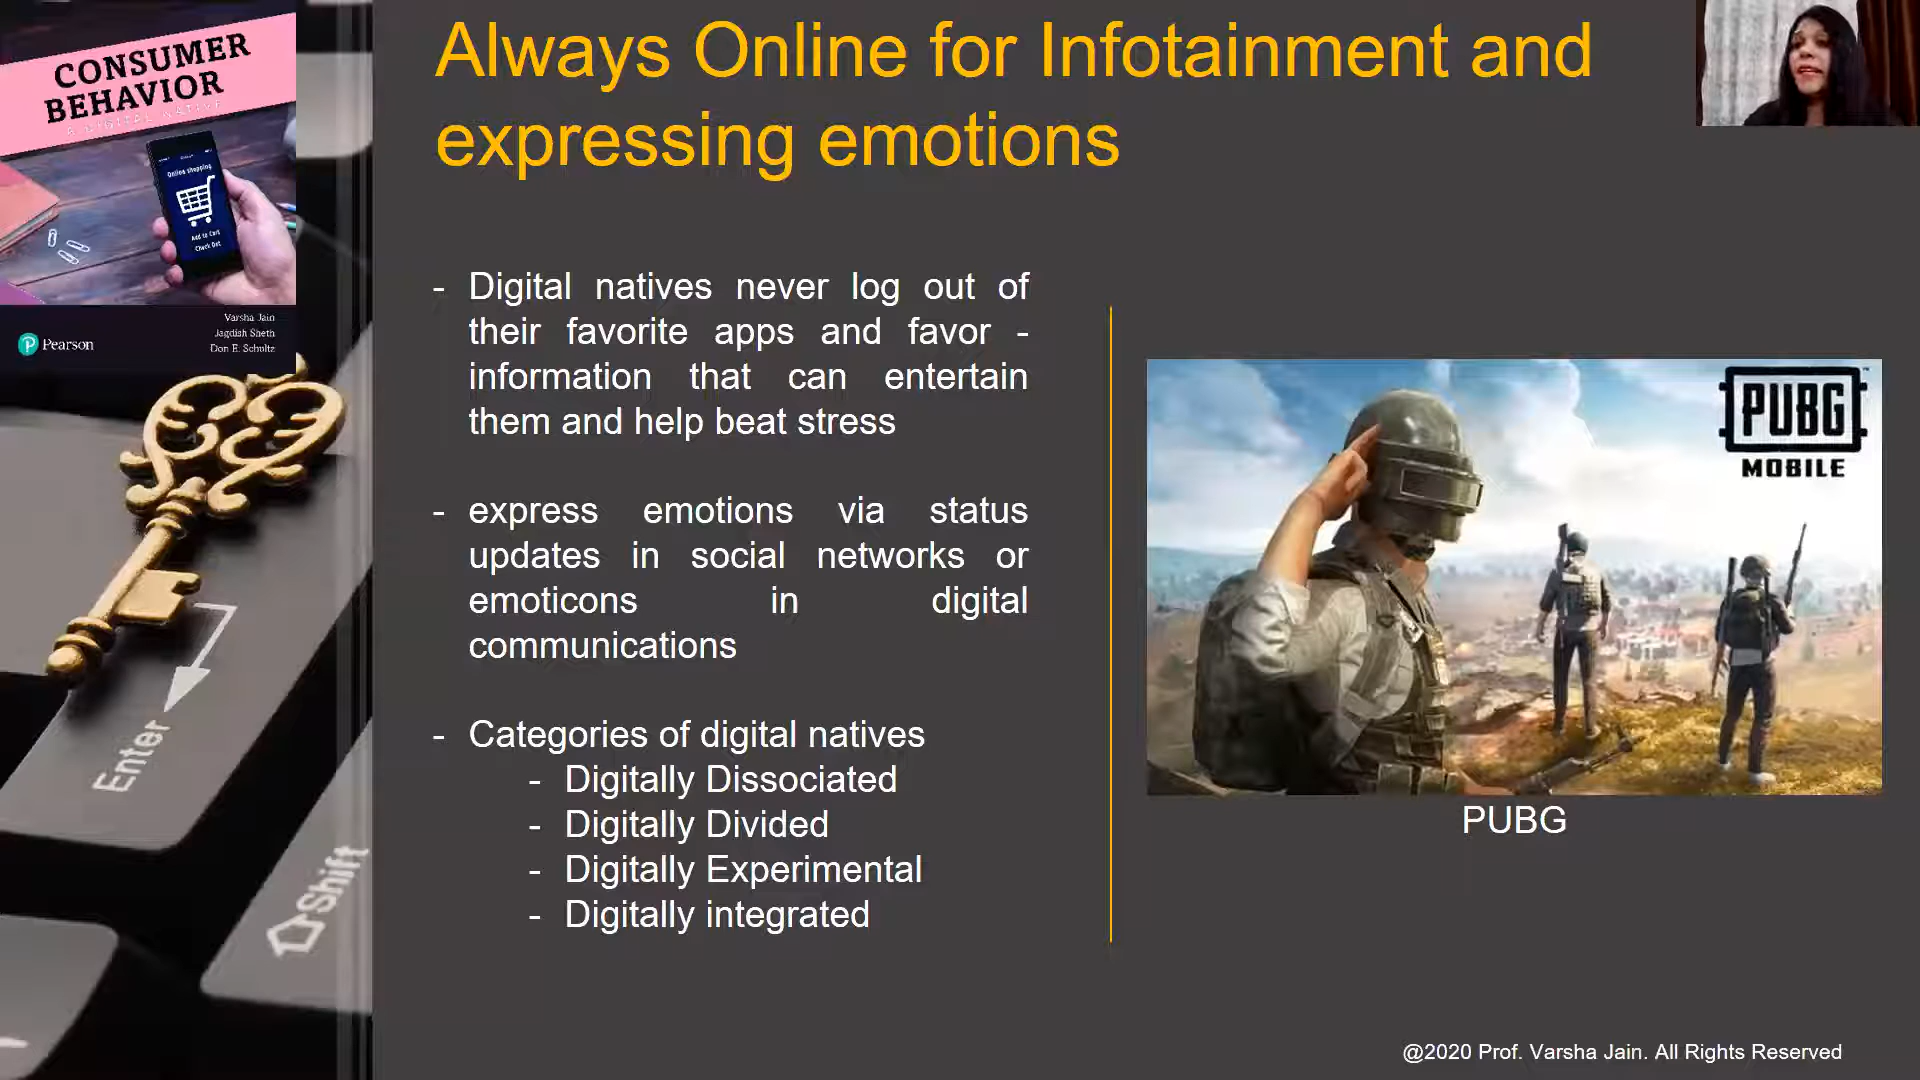 CONSUMER
BEHAVIOR
A DIGITAL NATIVE
Online shopping
Add to Cart
Check Out
Varsha Jain
Jagdish Sheth
Don E. Schultz
Pearson
Enter
Shift
Always Online for Infotainment and
expressing emotions
- Digital natives never log out of
their favorite apps and favor -
information that can entertain
them and help beat stress
- express emotions via status
updates in social networks or
emoticons in digital
communications
- Categories of digital natives
- Digitally Dissociated
- Digitally Divided
- Digitally Experimental
- Digitally integrated
PUBG
MOBILE
PUBG
@2020 Prof. Varsha Jain. All Rights Reserved